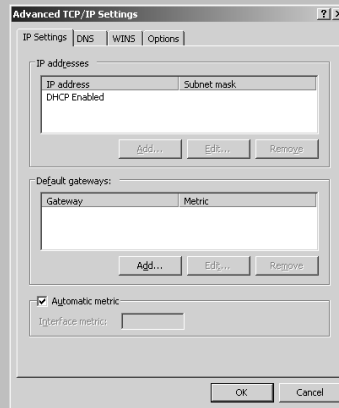 Advanced TCP/IP Settings
IP Settings DNS WINS Options
IP addresses
IP address Subnet mask
DHCP Enabled
Add... Edit... Remove
Default gateways:
Gateway Metric
Add... Edit... Remove
Automatic metric
Interface metric:
OK Cancel